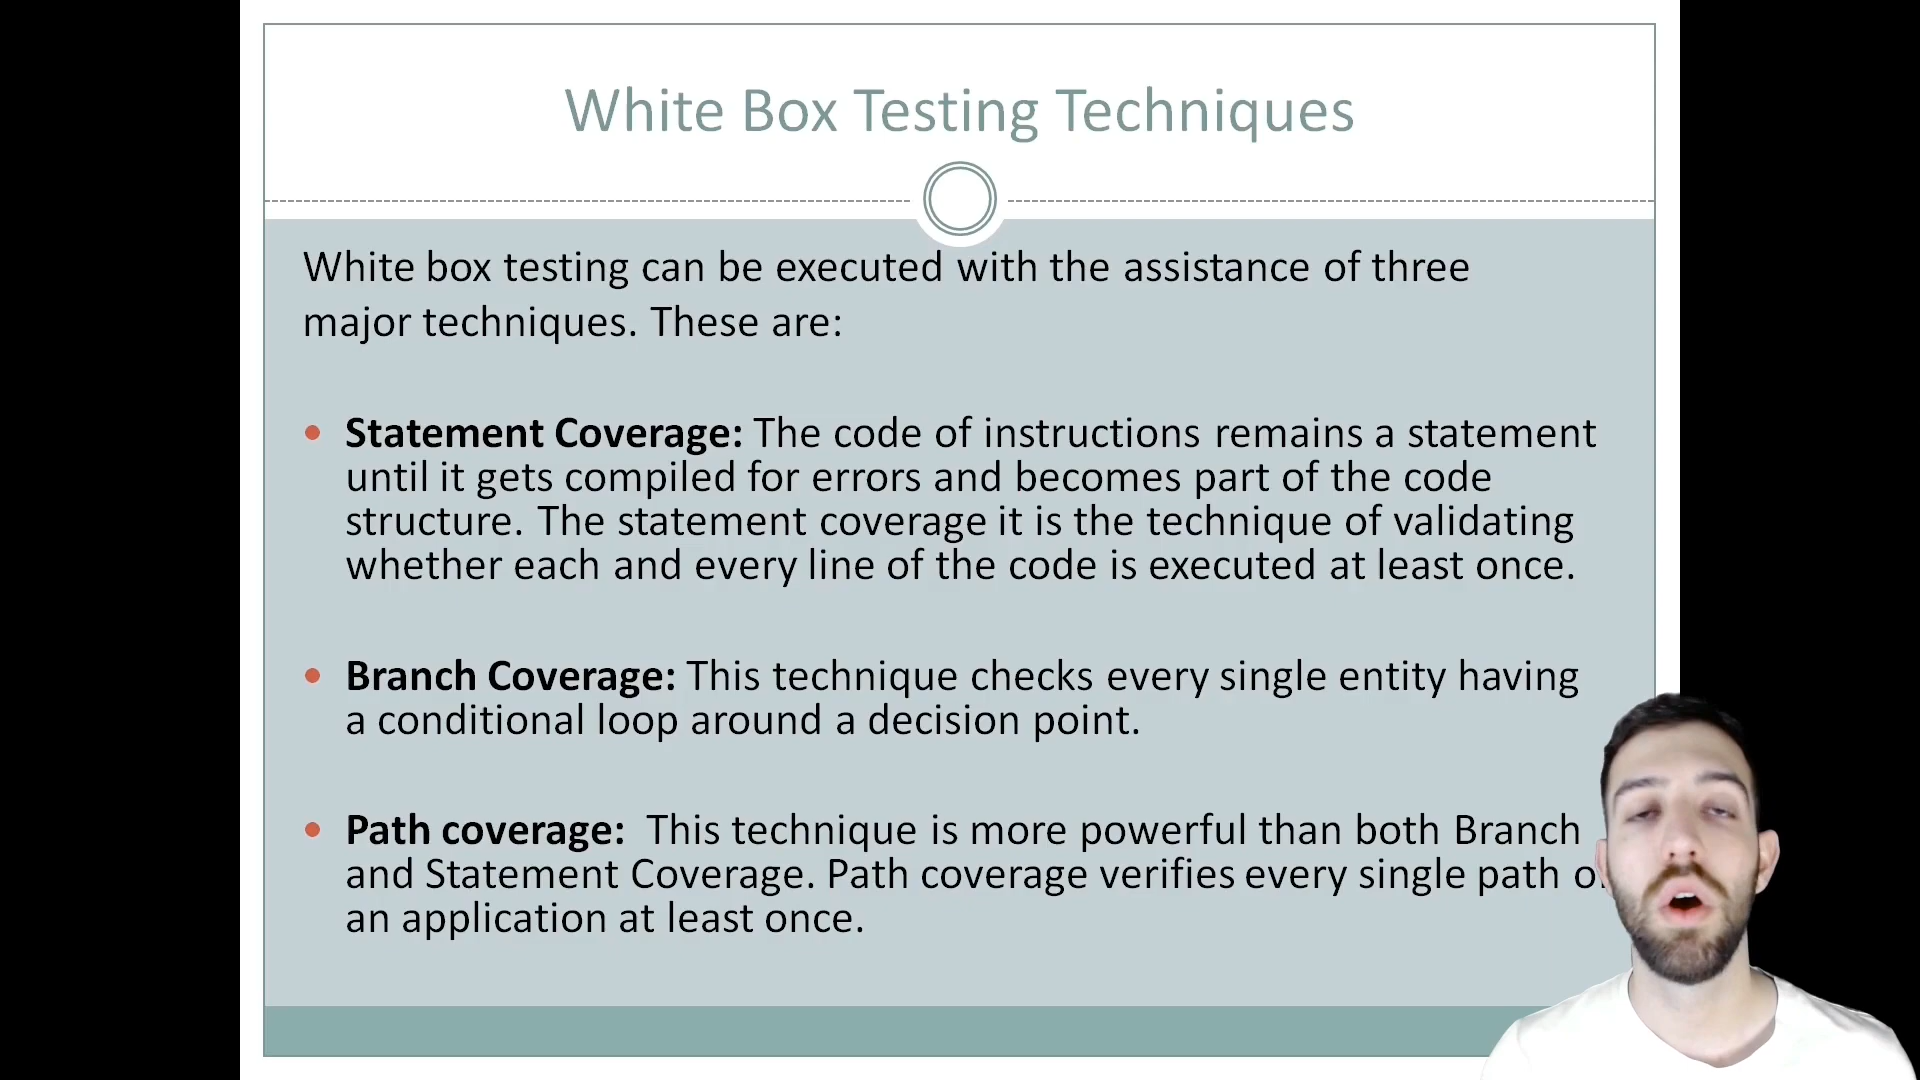 White Box Testing Techniques
White box testing can be executed with the assistance of three
major techniques. These are:
• Statement Coverage: The code of instructions remains a statement
until it gets compiled for errors and becomes part of the code
structure. The statement coverage it is the technique of validating
whether each and every line of the code is executed at least once.
• Branch Coverage: This technique checks every single entity having
a conditional loop around a decision point.
• Path coverage: This technique is more powerful than both Branch
and Statement Coverage. Path coverage verifies every single path
an application at least once.